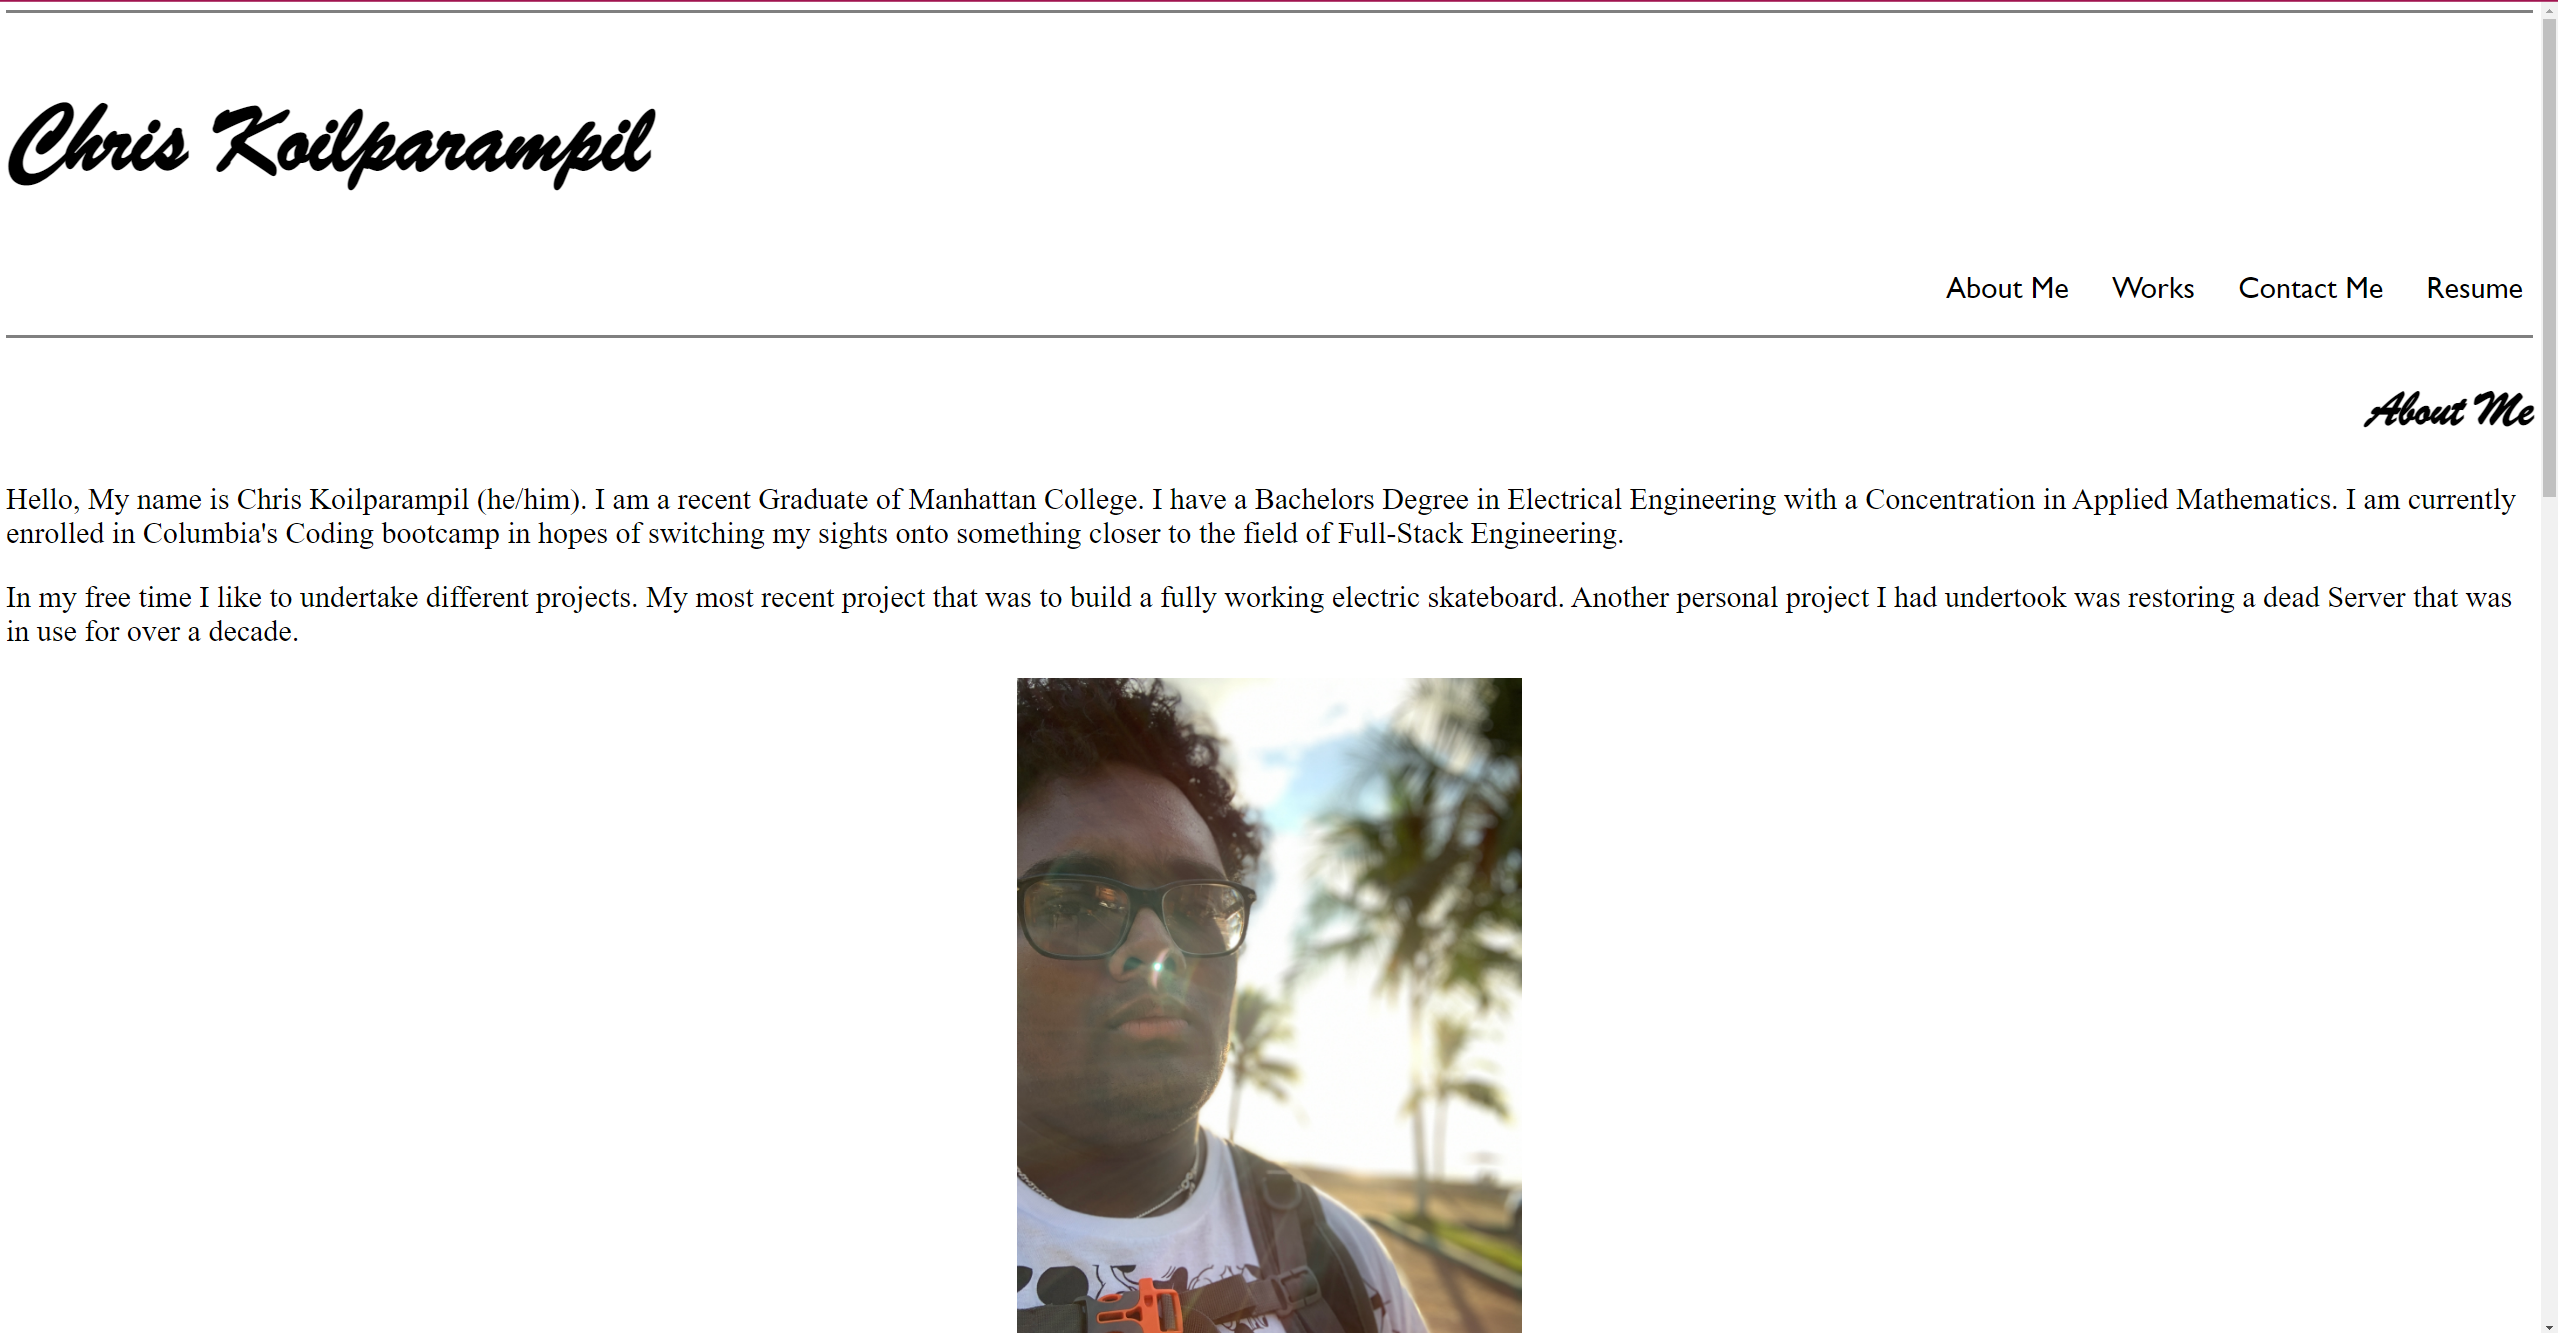 Chris Koilparampil
About Me Works Contact Me Resume
About Me
Hello, My name is Chris Koilparampil (he/him). I am a recent Graduate of Manhattan College. I have a Bachelors Degree in Electrical Engineering with a Concentration in Applied Mathematics. I am currently
enrolled in Columbia's Coding bootcamp in hopes of switching my sights onto something closer to the field of Full-Stack Engineering.
In my free time I like to undertake different projects. My most recent project that was to build a fully working electric skateboard. Another personal project I had undertook was restoring a dead Server that was
in use for over a decade.